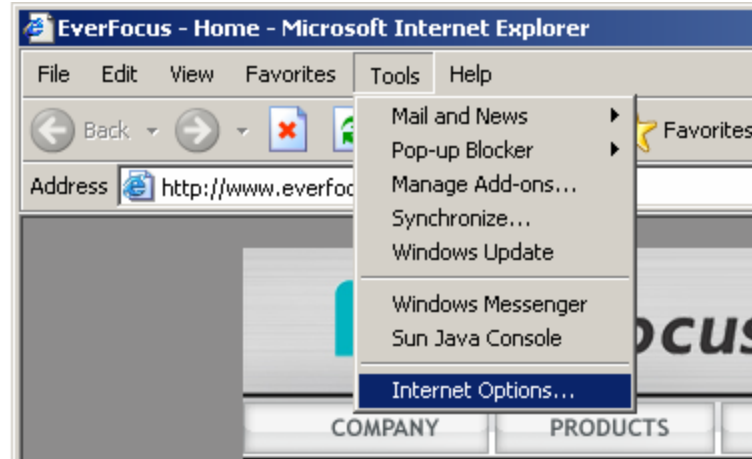 EverFocus - Home - Microsoft Internet Explorer
File Edit View Favorites Tools Help
Back Favorites
Address http://www.everfoc
Mail and News
Pop-up Blocker
Manage Add-ons...
Synchronize...
Windows Update
Windows Messenger
Sun Java Console
Internet Options...
ocus
COMPANY PRODUCTS